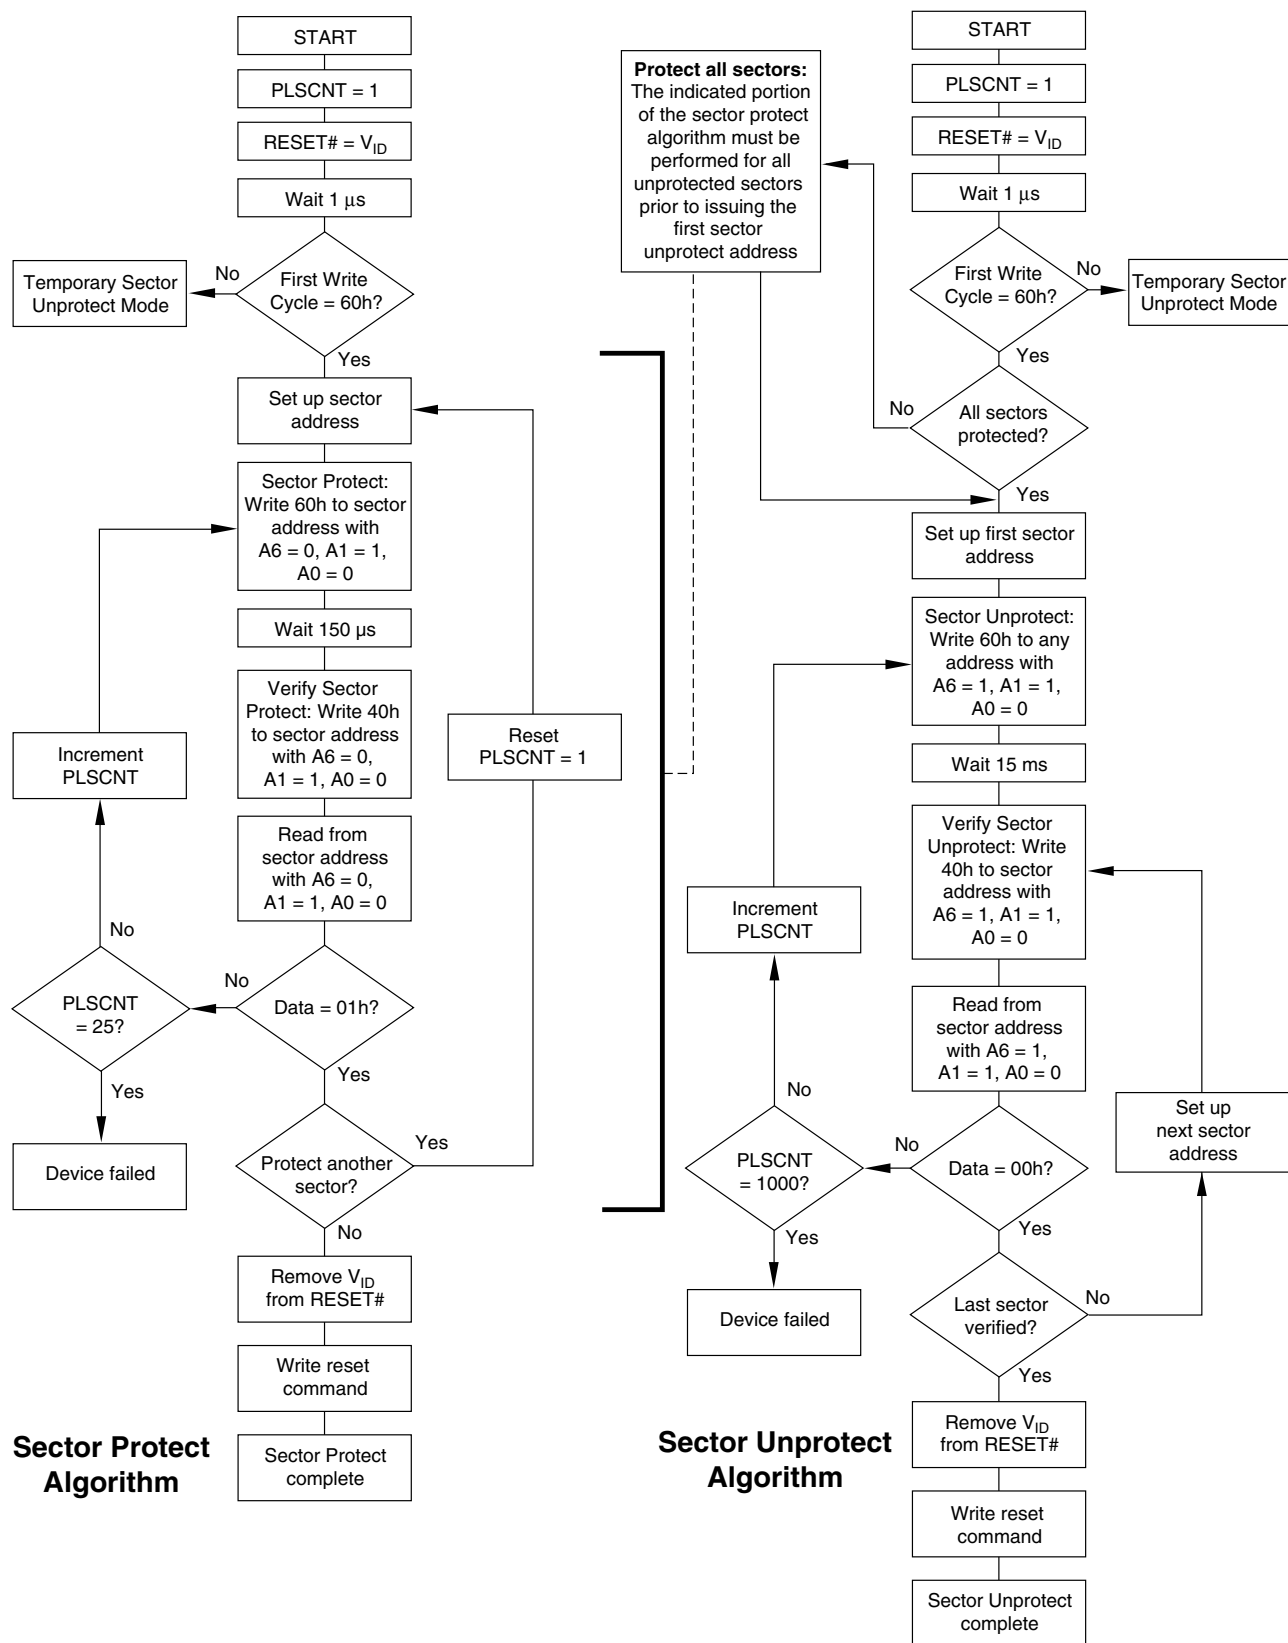 START
PLSCNT = 1
RESET# = VID
Wait 1 μs
First Write
Cycle = 60h?
No
Temporary Sector
Unprotect Mode
Yes
Set up sector
address
Sector Protect:
Write 60h to sector
address with
A6 = 0, A1 = 1,
A0 = 0
Wait 150 µs
Verify Sector
Protect: Write 40h
to sector address
with A6 = 0,
A1 = 1, A0 = 0
Reset
PLSCNT = 1
Increment
PLSCNT
Read from
sector address
with A6 = 0,
A1 = 1, A0 = 0
No
No
PLSCNT
= 25?
Data = 01h?
Yes
Yes
Device failed
Yes
Protect another
sector?
No
Remove VID
from RESET#
Write reset
command
Sector Protect
complete
Sector Protect
Algorithm
Protect all sectors:
The indicated portion
of the sector protect
algorithm must be
performed for all
unprotected sectors
prior to issuing the
first sector
unprotect address
START
PLSCNT = 1
RESET# = VID
Wait 1 μs
First Write
Cycle = 60h?
No
Temporary Sector
Unprotect Mode
Yes
No
All sectors
protected?
Yes
Set up first sector
address
Sector Unprotect:
Write 60h to any
address with
A6 = 1, A1 = 1,
A0 = 0
Wait 15 ms
Verify Sector
Unprotect: Write
40h to sector
address with
A6 = 1, A1 = 1,
A0 = 0
Increment
PLSCNT
Read from
sector address
with A6 = 1,
A1 = 1, A0 = 0
No
No
PLSCNT
= 1000?
Data = 00h?
Set up
next sector
address
Yes
Yes
Device failed
Last sector
verified?
No
Yes
Remove VID
from RESET#
Write reset
command
Sector Unprotect
complete
Sector Unprotect
Algorithm